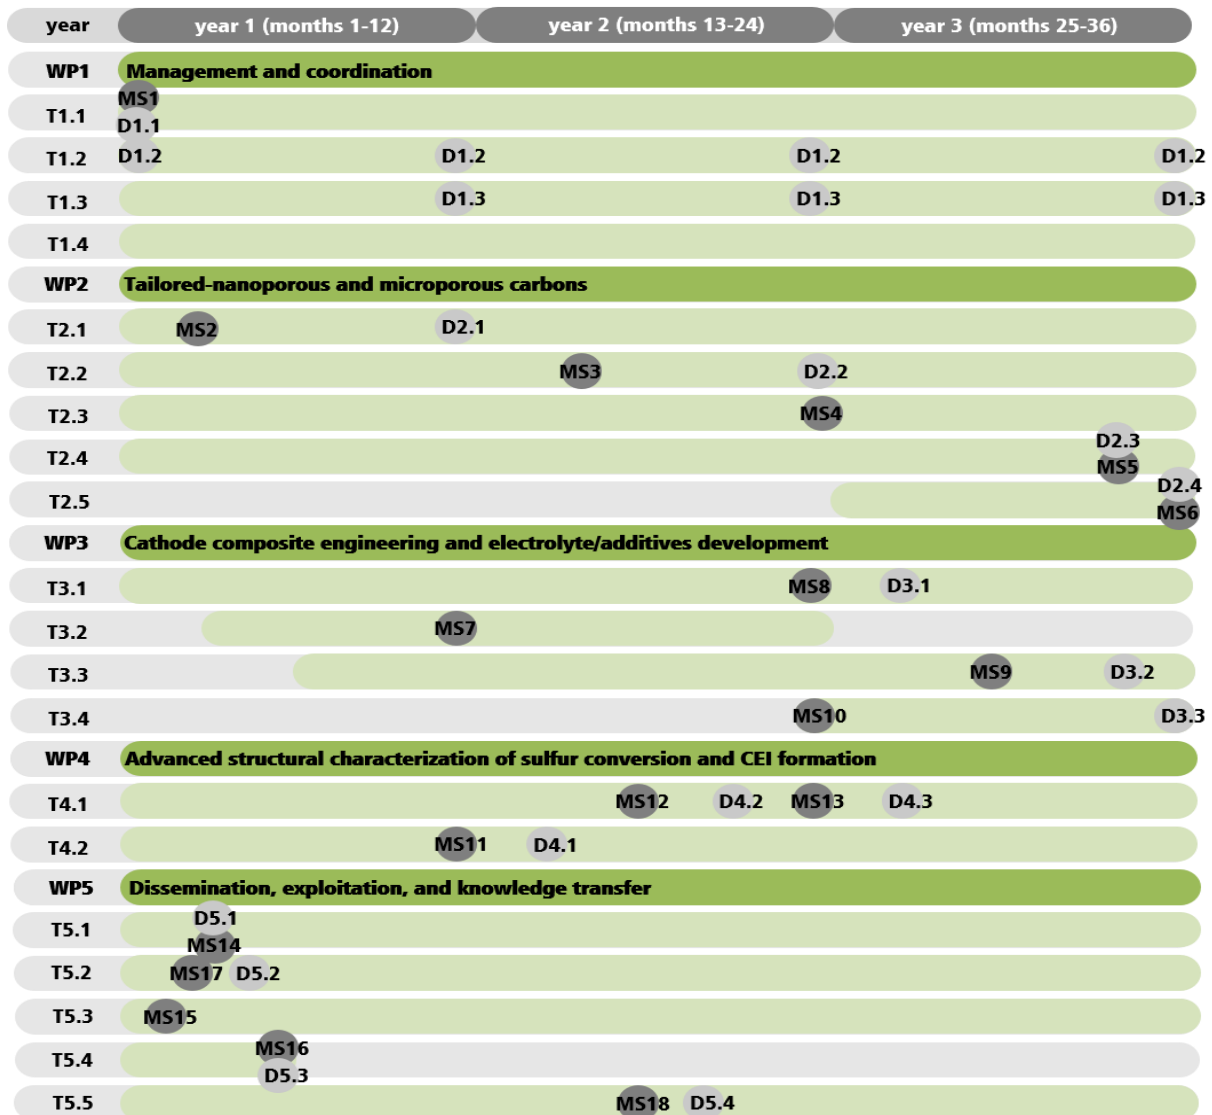 year year 1 (months 1-12) year 2 (months 13-24) year 3 (months 25-36)
WP1 Management and coordination
MS1
T1.1
D1.1
T1.2 D1.2 D1.2 D1.2 D1.2
T1.3 D1.3 D1.3 D1.3
T1.4
WP2 Tailored-nanoporous and microporous carbons
T2.1 MS2 D2.1
T2.2 MS3 D2.2
T2.3 MS4
D2.3
T2.4 MS5
D2.4
T2.5
MS6
WP3 Cathode composite engineering and electrolyte/additives development
T3.1 MS8 D3.1
T3.2 MS7
T3.3 MS9 D3.2
T3.4 MS10 D3.3
WP4 Advanced structural characterization of sulfur conversion and CEI formation
T4.1 MS12 D4.2 MS13 D4.3
T4.2 MS11 D4.1
WP5 Dissemination, exploitation, and knowledge transfer
D5.1
T5.1
MS14
T5.2 MS17 D5.2
T5.3 MS15
MS16
T5.4
D5.3
T5.5 MS18 D5.4